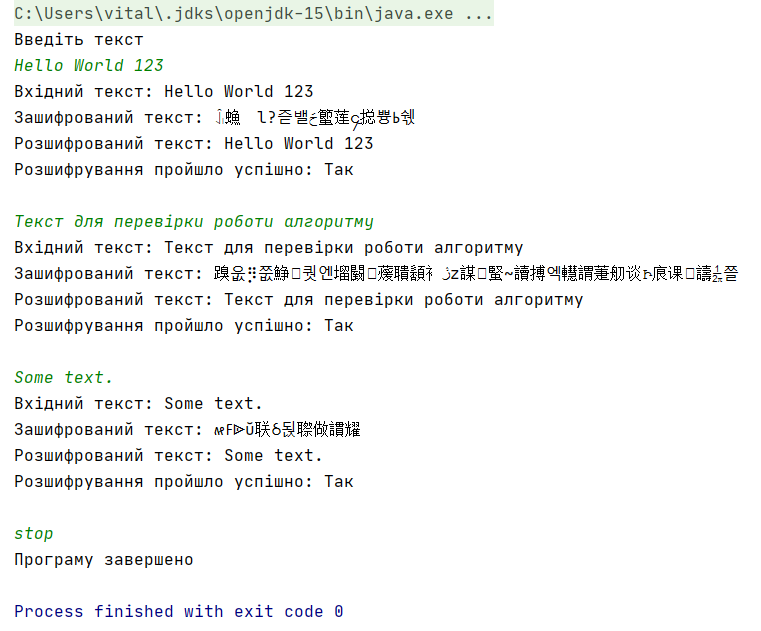 C:\Users\vital\.jdks\openjdk-15\bin\java.exe ...
Введіть текст
Hello World 123
Вхідний текст: Hello World 123
Зашифрований текст:
Розшифрований текст: Hello World 123
Розшифрування пройшло успішно: Так
Текст для перевірки роботи алгоритму
Вхідний текст: Текст для перевірки роботи алгоритму
Зашифрований текст:
Розшифрований текст: Текст для перевірки роботи алгоритму
Розшифрування пройшло успішно: Так
Some text.
Вхідний текст: Some text.
Зашифрований текст:
Розшифрований текст: Some text.
Розшифрування пройшло успішно: Так
stop
Програму завершено
Process finished with exit code 0